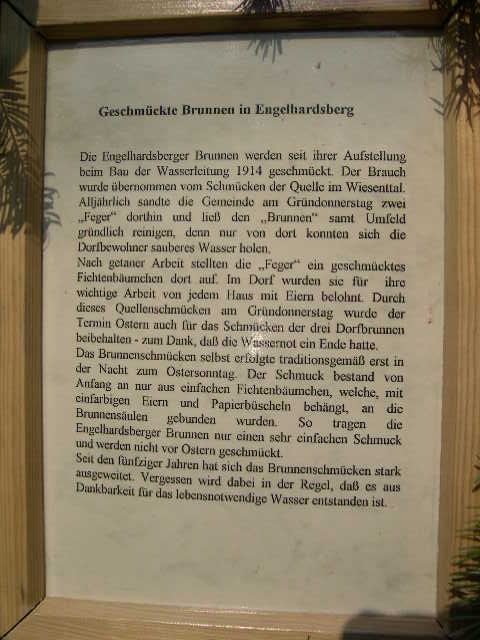 Geschmückte Brunnen in Engelhardsberg
Die Engelhardsberger Brunnen werden seit ihrer Aufstellung
beim Bau der Wasserleitung 1914 geschmückt. Der Brauch
wurde übernommen vom Schmücken der Quelle im Wiesenttal.
Alljährlich sandte die Gemeinde am Gründonnerstag zwei
„Feger“ dorthin und ließ den „Brunnen“ samt Umfeld
gründlich reinigen, denn nur von dort konnten sich die
Dorfbewohner sauberes Wasser holen.
Nach getaner Arbeit stellten die „Feger“ ein geschmücktes
Fichtenbäumchen dort auf. Im Dorf wurden sie für ihre
wichtige Arbeit von jedem Haus mit Eiern belohnt. Durch
dieses Quellenschmücken am Gründonnerstag wurde der
Termin Ostern auch für das Schmücken der drei Dorfbrunnen
beibehalten - zum Dank, daß die Wassernot ein Ende hatte.
Das Brunnenschmücken selbst erfolgte traditionsgemäß erst in
der Nacht zum Ostersonntag. Der Schmuck bestand von
Anfang an nur aus einfachen Fichtenbäumchen, welche, mit
einfarbigen Eiern und Papierbüscheln behängt, an die
Brunnensäulen gebunden wurden. So tragen die
Engelhardsberger Brunnen nur einen sehr einfachen Schmuck
und werden nicht vor Ostern geschmückt.
Seit den fünfziger Jahren hat sich das Brunnenschmücken stark
ausgeweitet. Vergessen wird dabei in der Regel, daß es aus
Dankbarkeit für das lebensnotwendige Wasser entstanden ist.